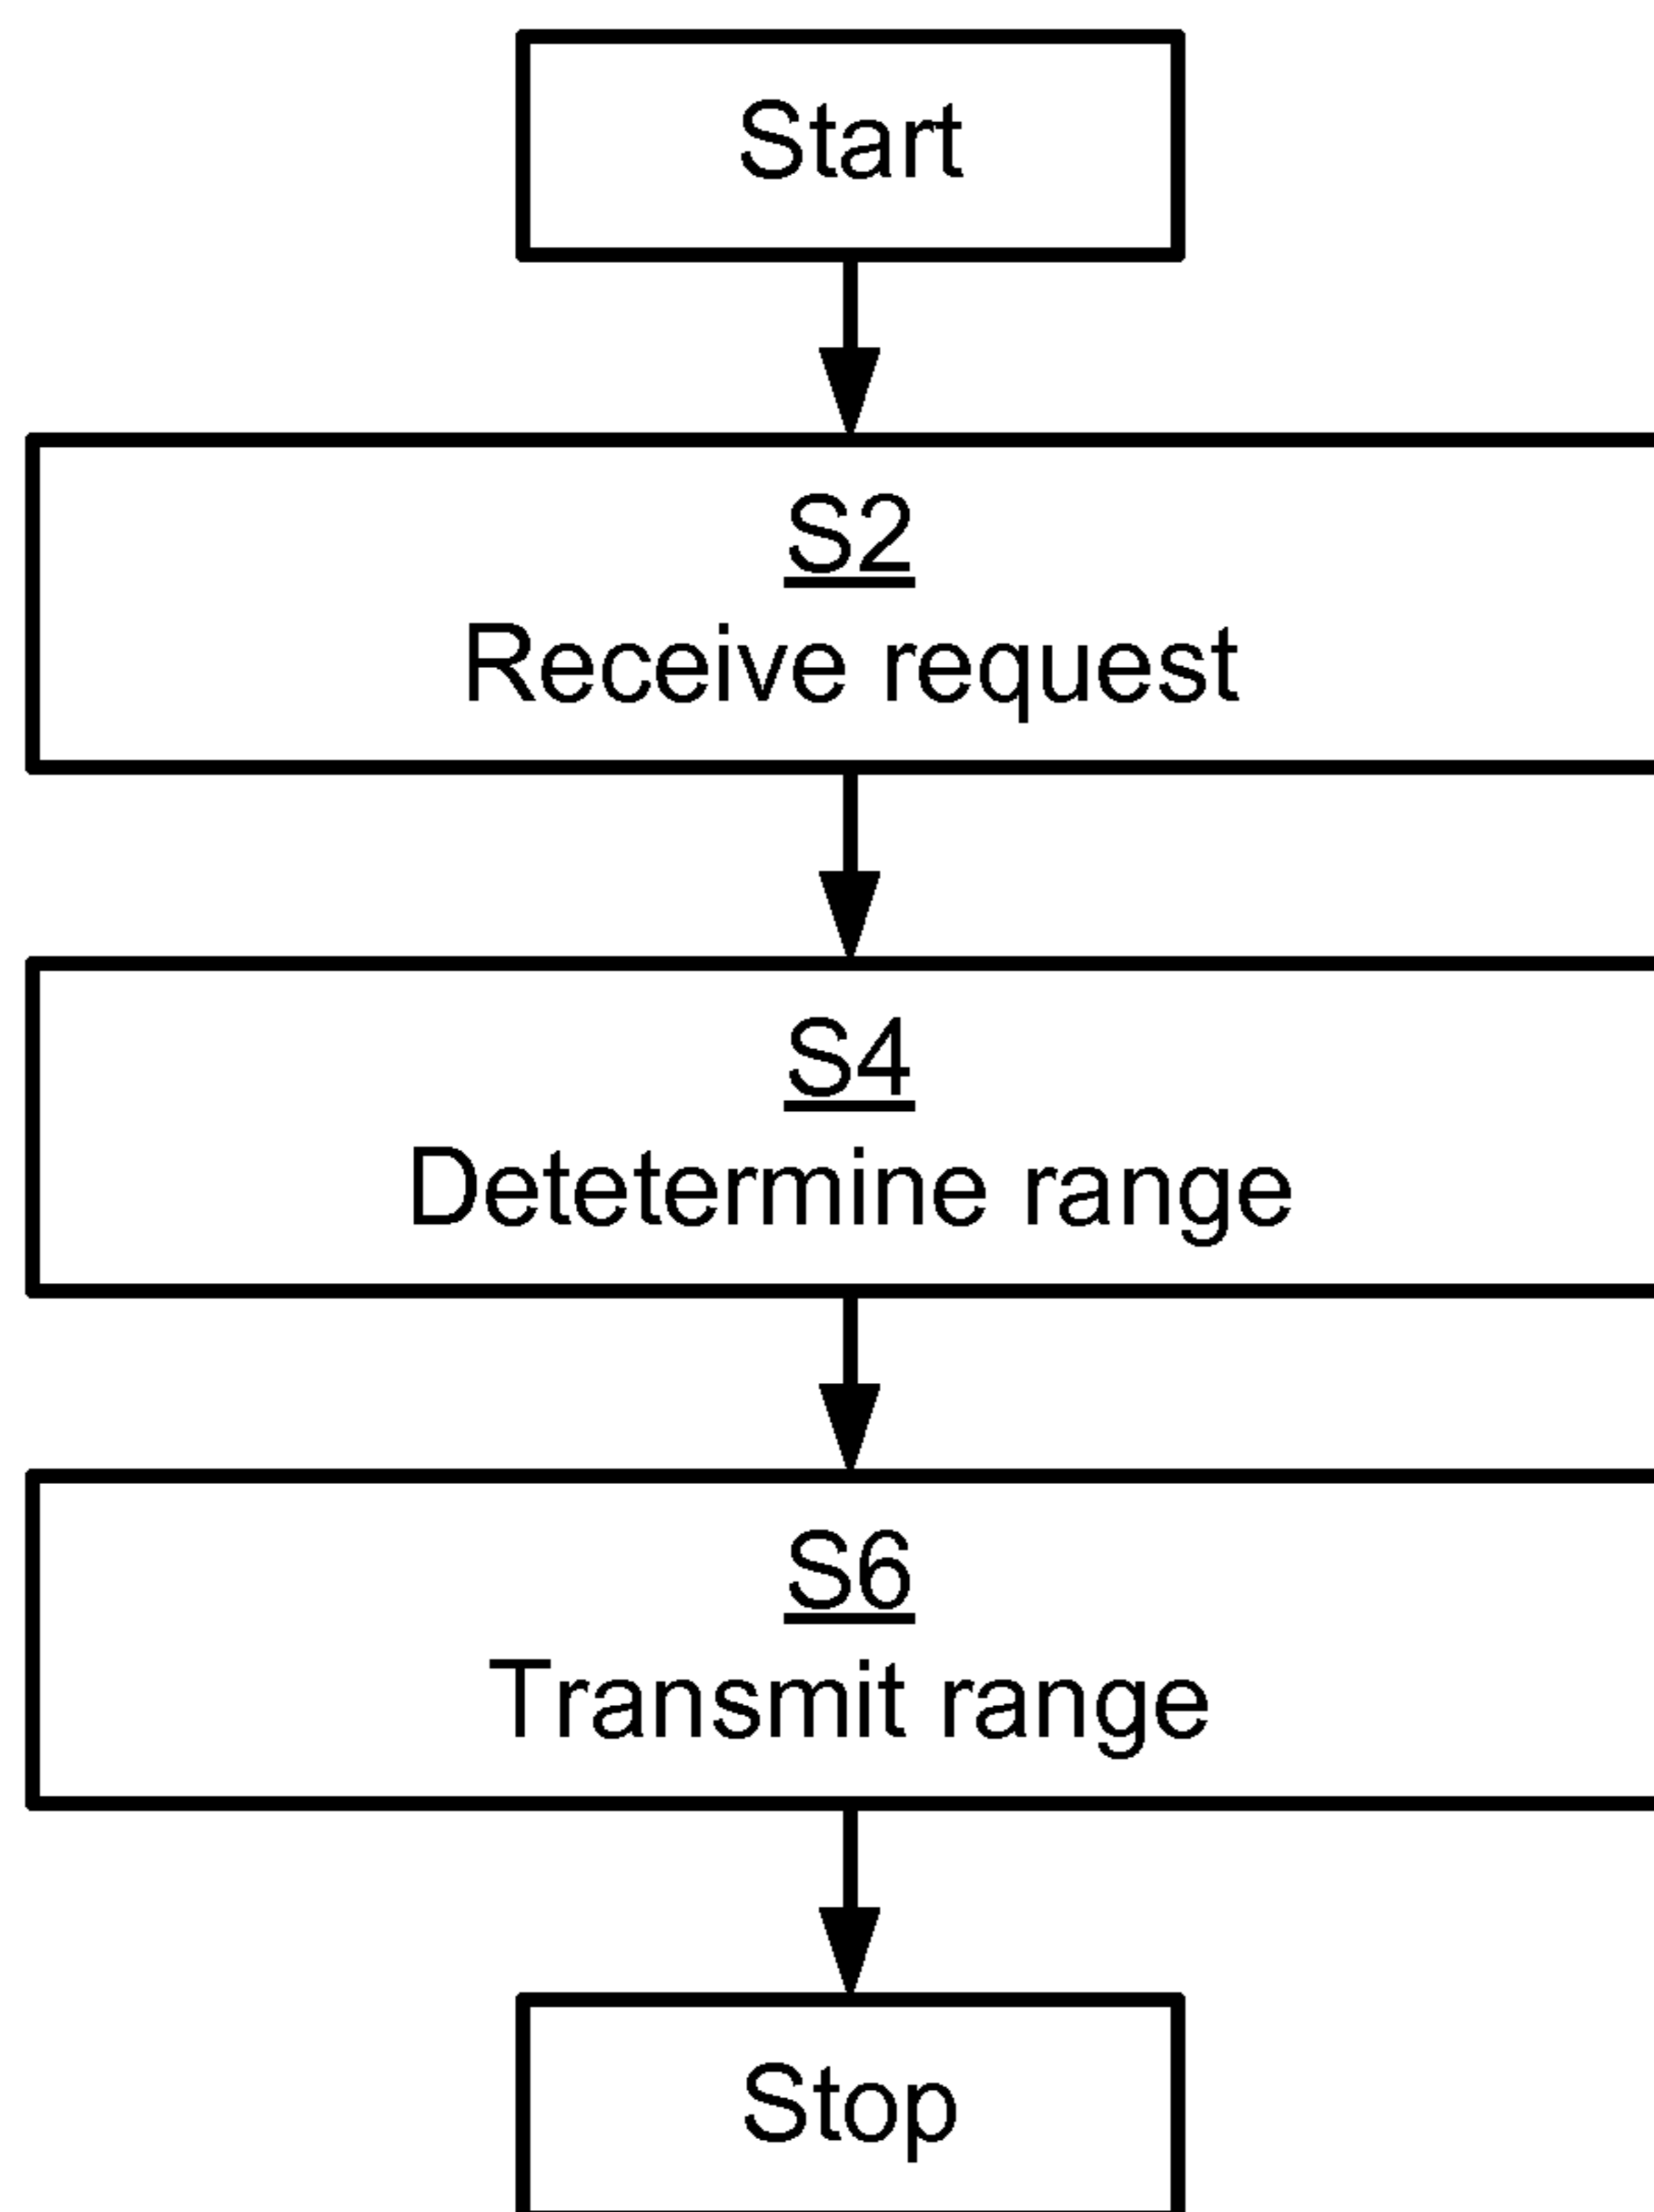 Start
S2
Receive request
S4
Detetermine range
S6
Transmit range
Stop